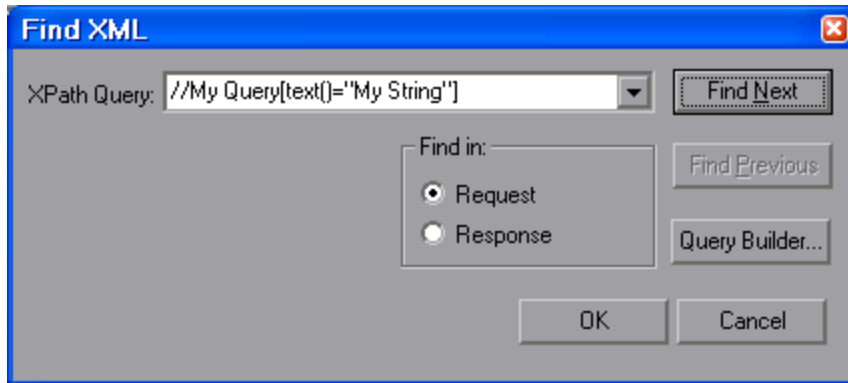 Find XML
XPath Query: //My Query[text()="My String"]
Find Next
Find in:
Find Previous
Request
Response
Query Builder...
OK
Cancel